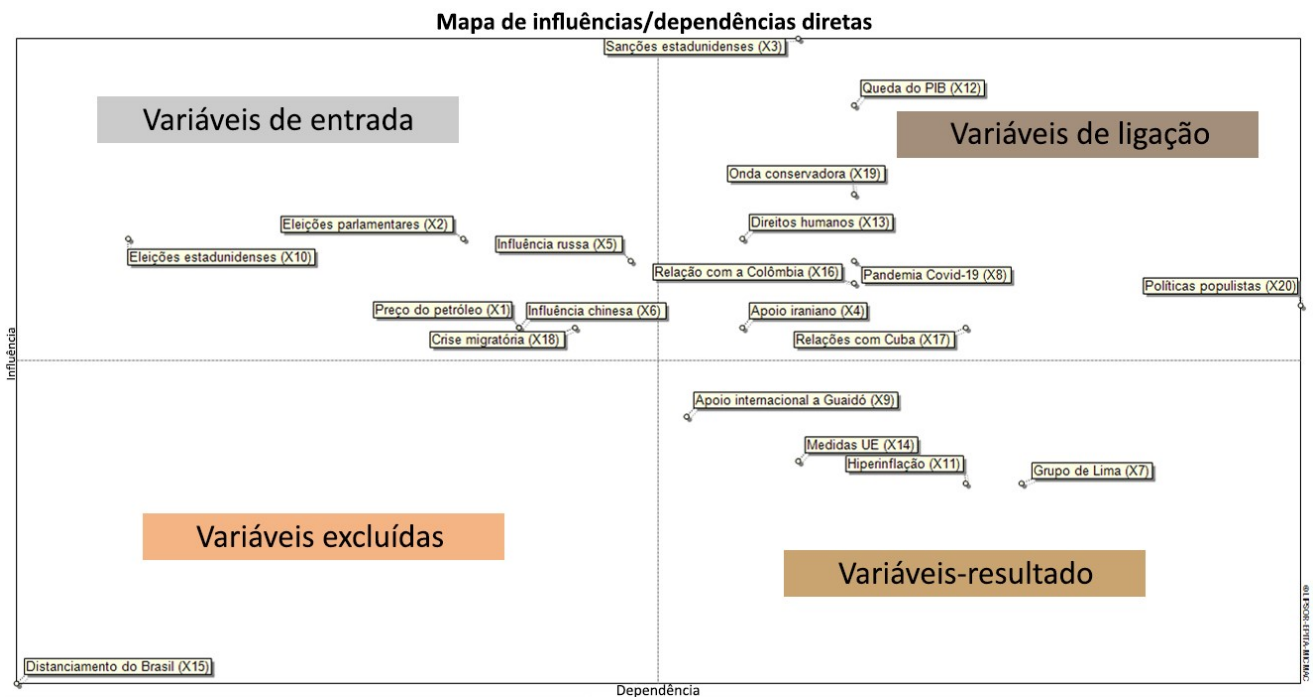 Mapa de influências/dependências diretas
Sanções estadunidenses (X3)
Queda do PIB (X12)
Variáveis de entrada
Variáveis de ligação
Onda conservadora (X19)
Eleições parlamentares (X2)
Direitos humanos (X13)
Influência russa (X5)
Eleições estadunidenses (X10)
Relação com a Colômbia (X16)
Pandemia Covid-19 (X8)
Políticas populistas (X20)
Preço do petróleo (X1)
Influência chinesa (X6)
Apoio iraniano (X4)
Crise migratória (X18)
Relações com Cuba (X17)
Influência
Apoio internacional a Guaidó (X9)
Medidas UE (X14)
Hiperinflação (X11)
Grupo de Lima (X7)
Variáveis excluídas
Variáveis-resultado
© LIPSOR-EPITA-MICMAC
Distanciamento do Brasil (X15)
Dependência